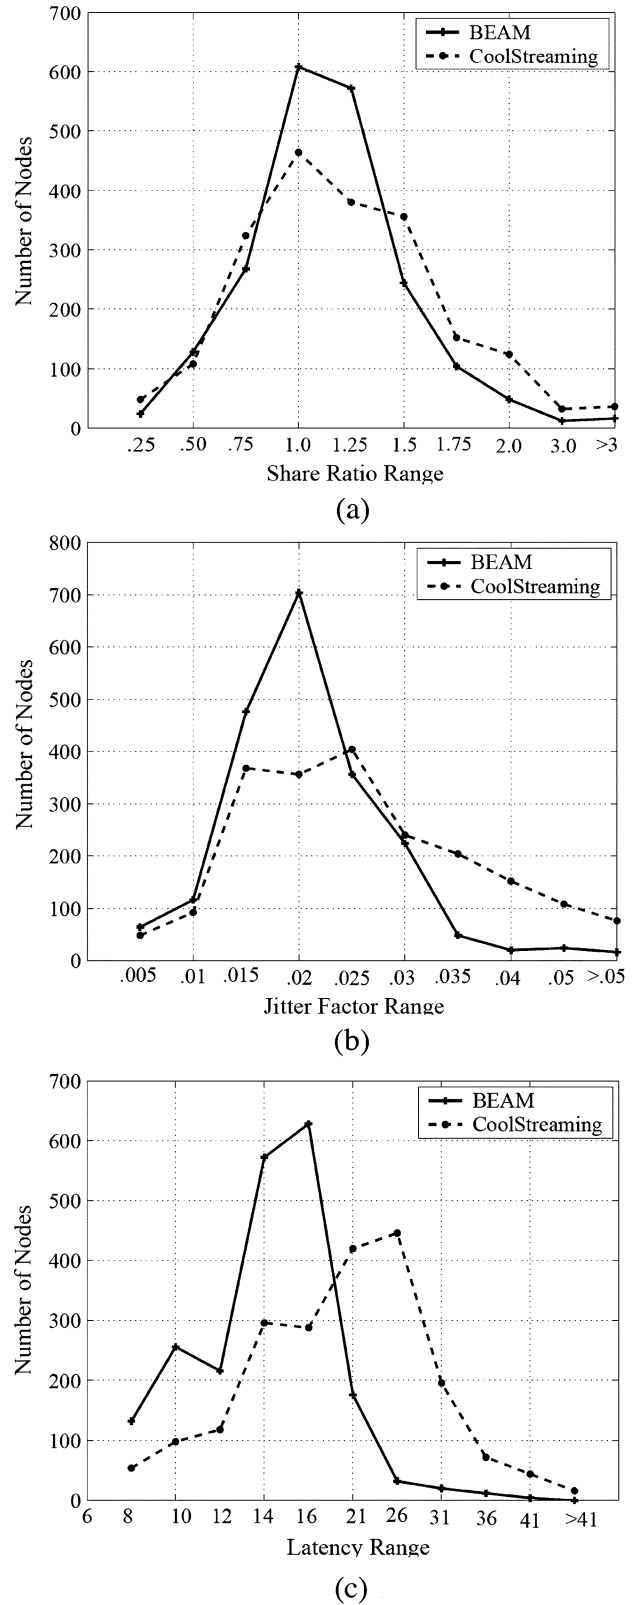 700
600
500
400
300
200
100
0
Number of Nodes
BEAM
CoolStreaming
.25 .50 .75 1.0 1.25 1.5 1.75 2.0 3.0 >3
Share Ratio Range
(a)
800
700
600
500
400
300
200
100
0
Number of Nodes
BEAM
CoolStreaming
.005 .01 .015 .02 .025 .03 .035 .04 .05 >.05
Jitter Factor Range
(b)
700
600
500
400
300
200
100
0
Number of Nodes
BEAM
CoolStreaming
6 8 10 12 14 16 21 26 31 36 41 >41
Latency Range
(c)